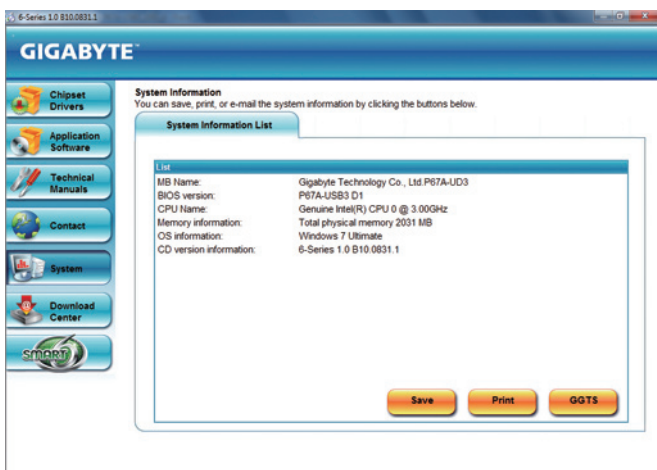 6-Series 1.0 B10.0831.1
GIGABYTE™
Chipset
Drivers
Application
Software
Technical
Manuals
Contact
System
Download
Center
SMART
System Information
You can save, print, or e-mail the system information by clicking the buttons below.
System Information List
List
MB Name: Gigabyte Technology Co., Ltd.P67A-UD3
BIOS version: P67A-USB3 D1
CPU Name: Genuine Intel(R) CPU 0 @ 3.00GHz
Memory information: Total physical memory 2031 MB
OS information: Windows 7 Ultimate
CD version information: 6-Series 1.0 B10.0831.1
Save Print GGTS